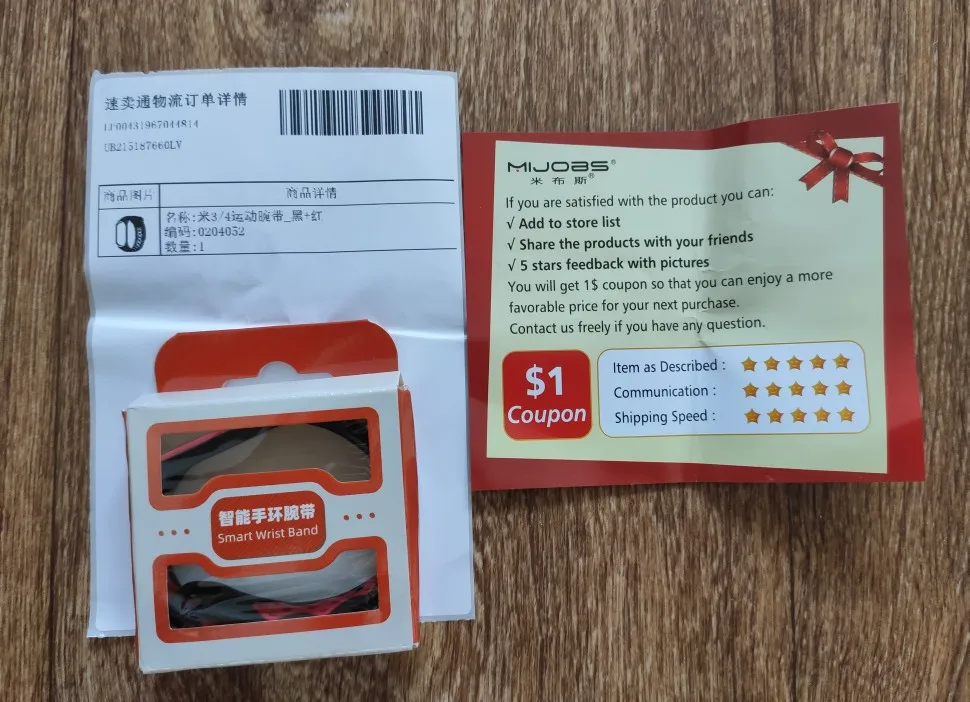 速卖通物流订单详情
LP00431967044814
UB215187660LV
商品图片 商品详情
名称:米3/4运动腕带_黑+红
编码:0204052
数量:1
智能手环腕带
Smart Wrist Band
MIJOBS®
米布斯®
If you are satisfied with the product you can:
√ Add to store list
√ Share the products with your friends
√ 5 stars feedback with pictures
You will get 1$ coupon so that you can enjoy a more
favorable price for your next purchase.
Contact us freely if you have any question.
$1
Coupon
Item as Described :
Communication :
Shipping Speed :